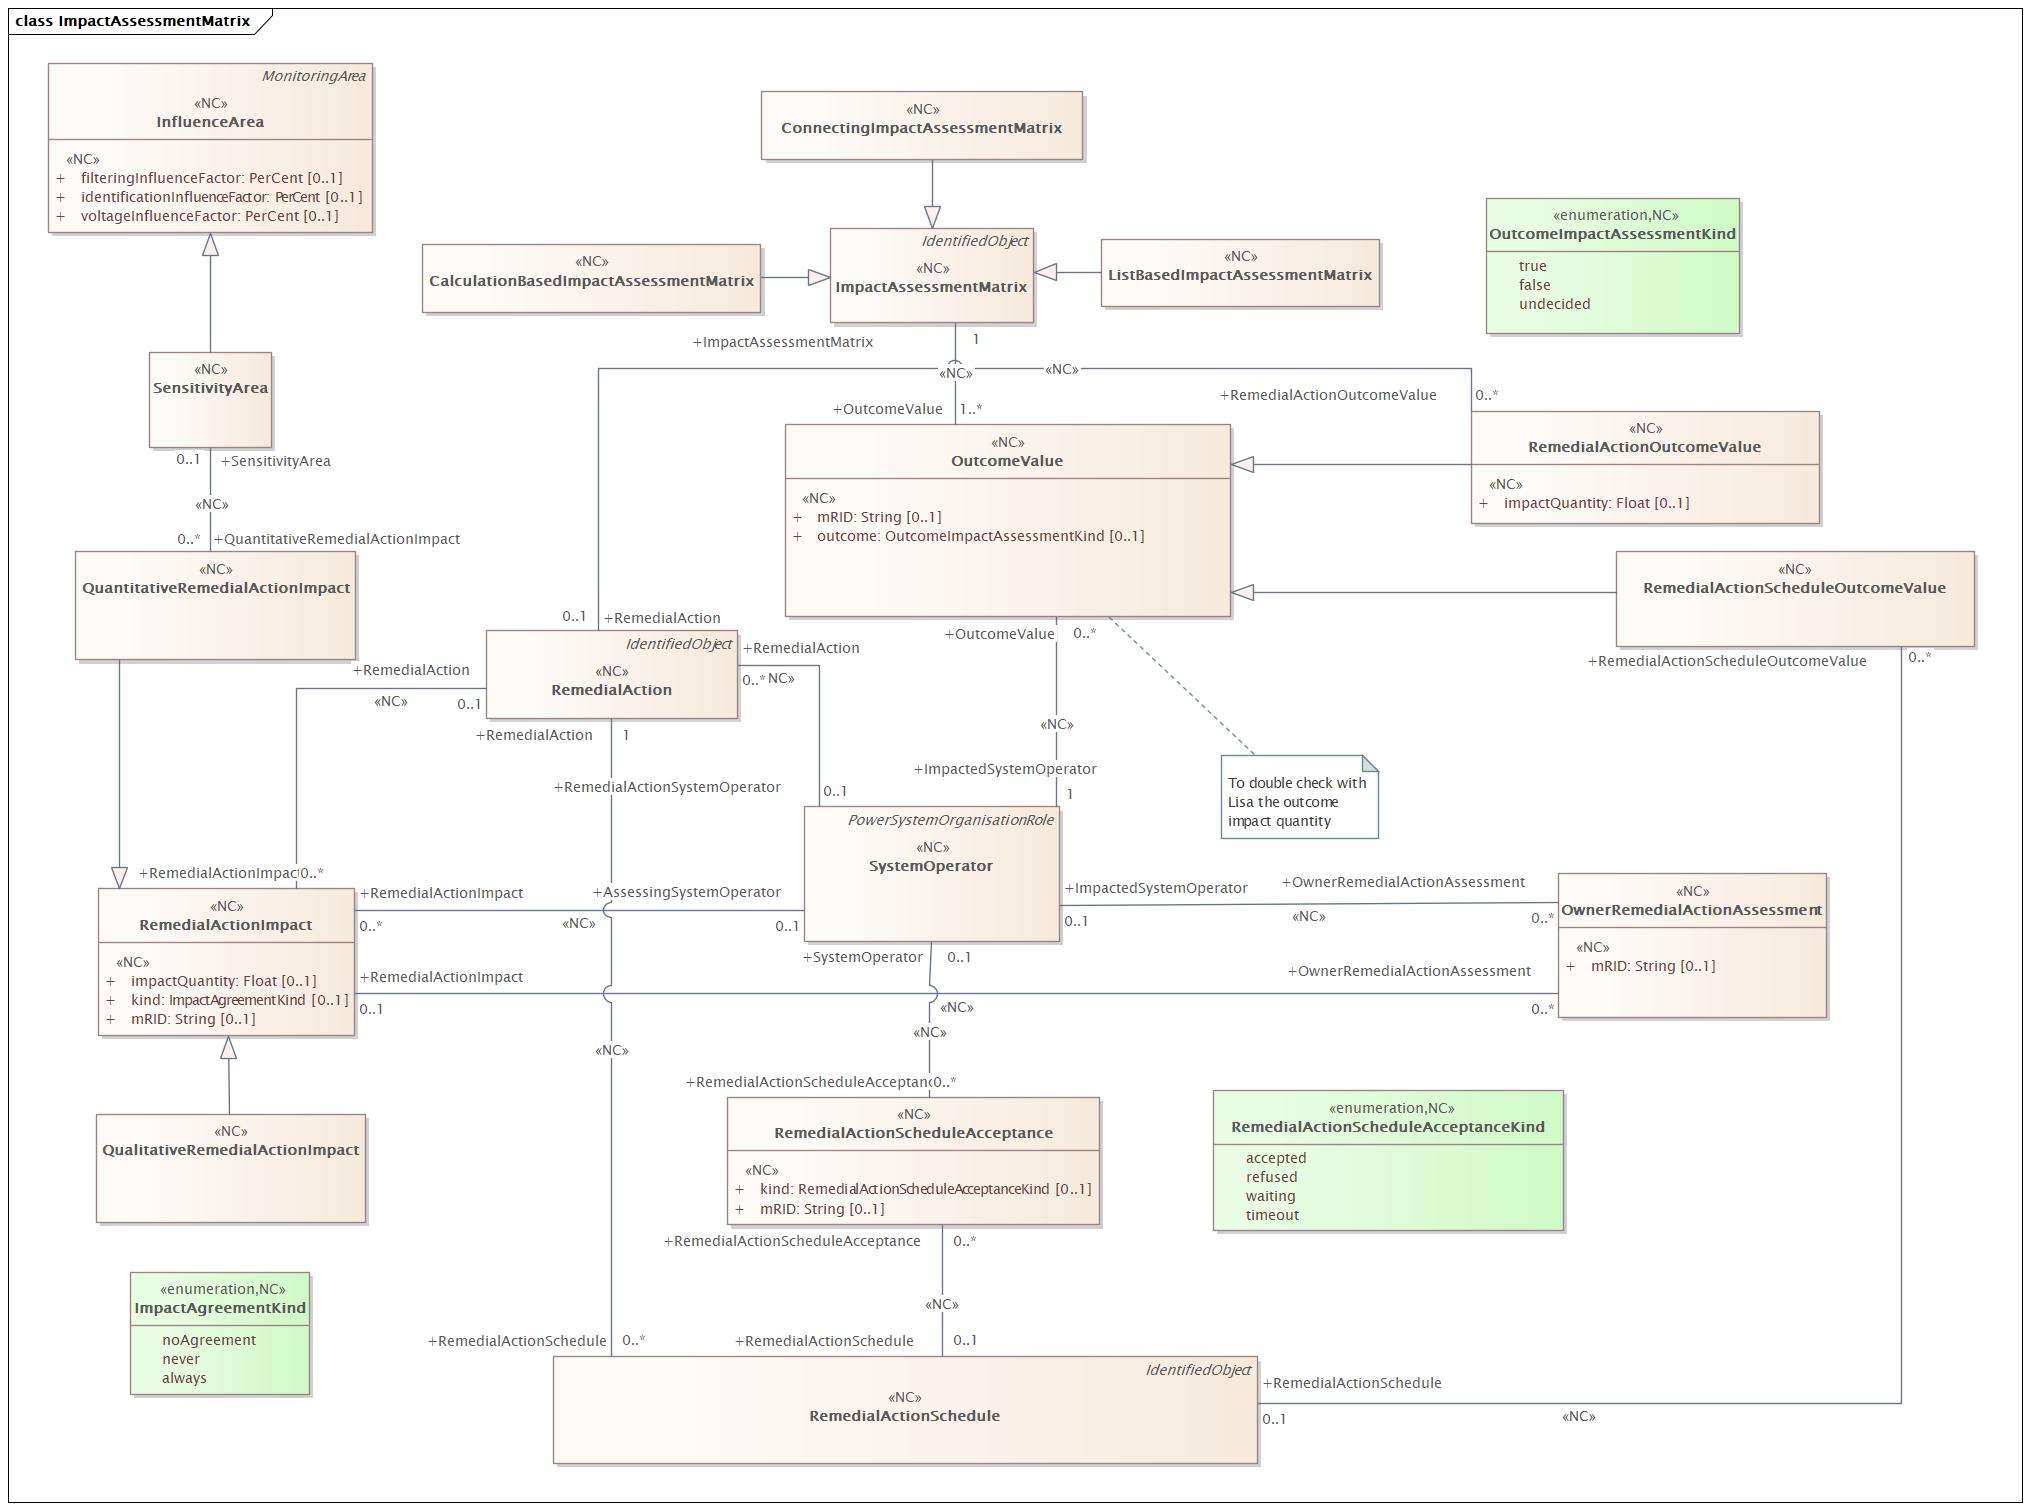 class ImpactAssessmentMatrix
MonitoringArea
«NC»
InfluenceArea
«NC»
+ filteringInfluenceFactor: PerCent [0..1]
+ identificationInfluenceFactor: PerCent [0..1]
+ voltageInfluenceFactor: PerCent [0..1]
«NC»
ConnectingImpactAssessmentMatrix
«NC»
CalculationBasedImpactAssessmentMatrix
IdentifiedObject
«NC»
ImpactAssessmentMatrix
«NC»
ListBasedImpactAssessmentMatrix
«enumeration,NC»
OutcomeImpactAssessmentKind
true
false
undecided
+ImpactAssessmentMatrix
1
«NC»
«NC»
«NC»
SensitivityArea
+OutcomeValue
1..*
+RemedialActionOutcomeValue
0..*
0..1
+SensitivityArea
«NC»
0..*
+QuantitativeRemedialActionImpact
«NC»
OutcomeValue
«NC»
+ mRID: String [0..1]
+ outcome: OutcomeImpactAssessmentKind [0..1]
«NC»
RemedialActionOutcomeValue
«NC»
+ impactQuantity: Float [0..1]
«NC»
QuantitativeRemedialActionImpact
«NC»
RemedialActionScheduleOutcomeValue
0..1
+RemedialAction
IdentifiedObject
«NC»
RemedialAction
+RemedialAction
0..* NC»
+RemedialAction
«NC»
0..1
+OutcomeValue
0..*
+RemedialActionScheduleOutcomeValue
0..*
+RemedialAction
1
«NC»
+ImpactedSystemOperator
1
+RemedialActionSystemOperator
0..1
To double check with
Lisa the outcome
impact quantity
PowerSystemOrganisationRole
«NC»
SystemOperator
+RemedialActionImpact
0..*
«NC»
RemedialActionImpact
«NC»
+ impactQuantity: Float [0..1]
+ kind: ImpactAgreementKind [0..1]
+ mRID: String [0..1]
+RemedialActionImpact
0..*
«NC»
+AssessingSystemOperator
0..1
+ImpactedSystemOperator
0..1
«NC»
+OwnerRemedialActionAssessment
0..*
«NC»
OwnerRemedialActionAssessment
«NC»
+ mRID: String [0..1]
+SystemOperator
0..1
+RemedialActionImpact
0..1
«NC»
+OwnerRemedialActionAssessment
0..*
«NC»
«NC»
+RemedialActionScheduleAcceptanc
0..*
«NC»
QualitativeRemedialActionImpact
«NC»
RemedialActionScheduleAcceptance
«NC»
+ kind: RemedialActionScheduleAcceptanceKind [0..1]
+ mRID: String [0..1]
«enumeration,NC»
RemedialActionScheduleAcceptanceKind
accepted
refused
waiting
timeout
+RemedialActionScheduleAcceptance
0..*
«NC»
«enumeration,NC»
ImpactAgreementKind
noAgreement
never
always
+RemedialActionSchedule
0..*
+RemedialActionSchedule
0..1
IdentifiedObject
«NC»
RemedialActionSchedule
+RemedialActionSchedule
0..1
«NC»